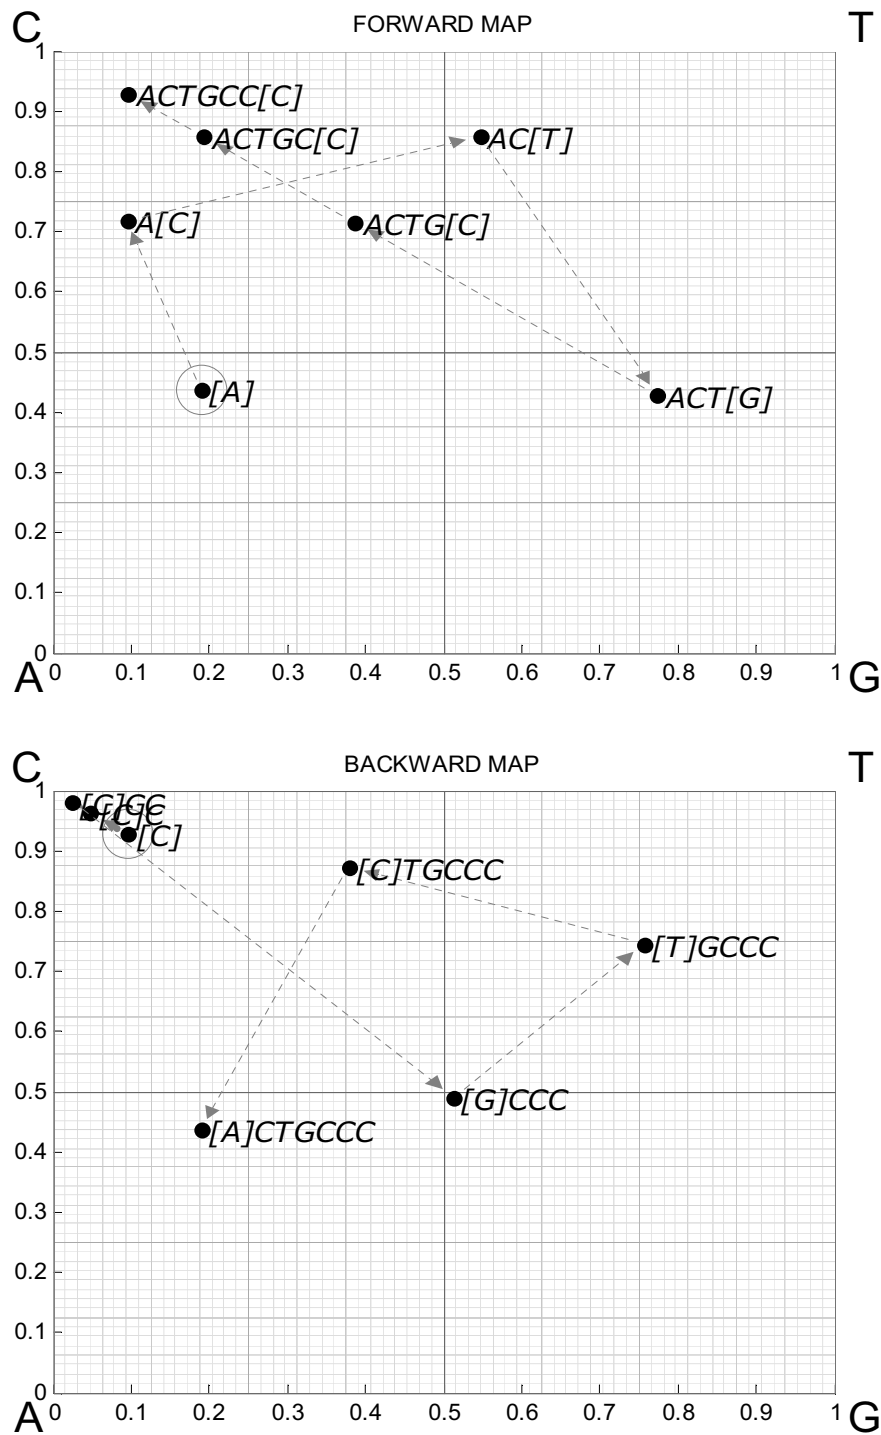 C FORWARD MAP T
1
ACTGCC[C]
0.9
ACTGC[C] AC[T]
0.8
A[C] ACTG[C]
0.7
0.6
0.5
[A] ACT[G]
0.4
0.3
0.2
0.1
0
A 0 0.1 0.2 0.3 0.4 0.5 0.6 0.7 0.8 0.9 1 G
C BACKWARD MAP T
1
[C]GC
[C]C
[C]
0.9
[C]TGCCC
0.8
[T]GCCC
0.7
0.6
0.5
[G]CCC
[A]CTGCCC
0.4
0.3
0.2
0.1
0
A 0 0.1 0.2 0.3 0.4 0.5 0.6 0.7 0.8 0.9 1 G